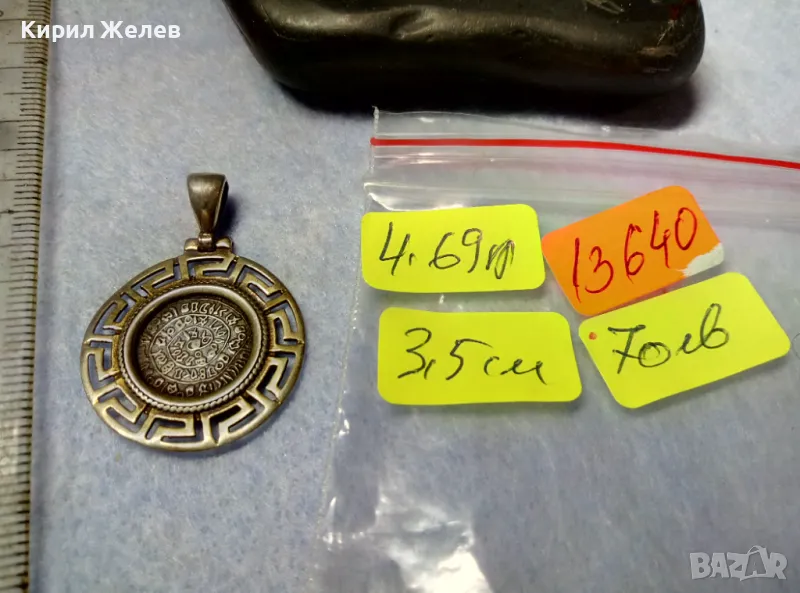 Кирил Желев
4.69гр
13640
3,5см
70лв
BAZAR